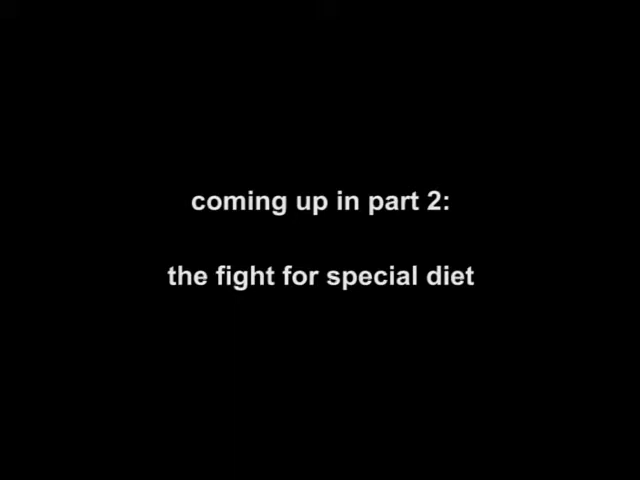 coming up in part 2:
the fight for special diet